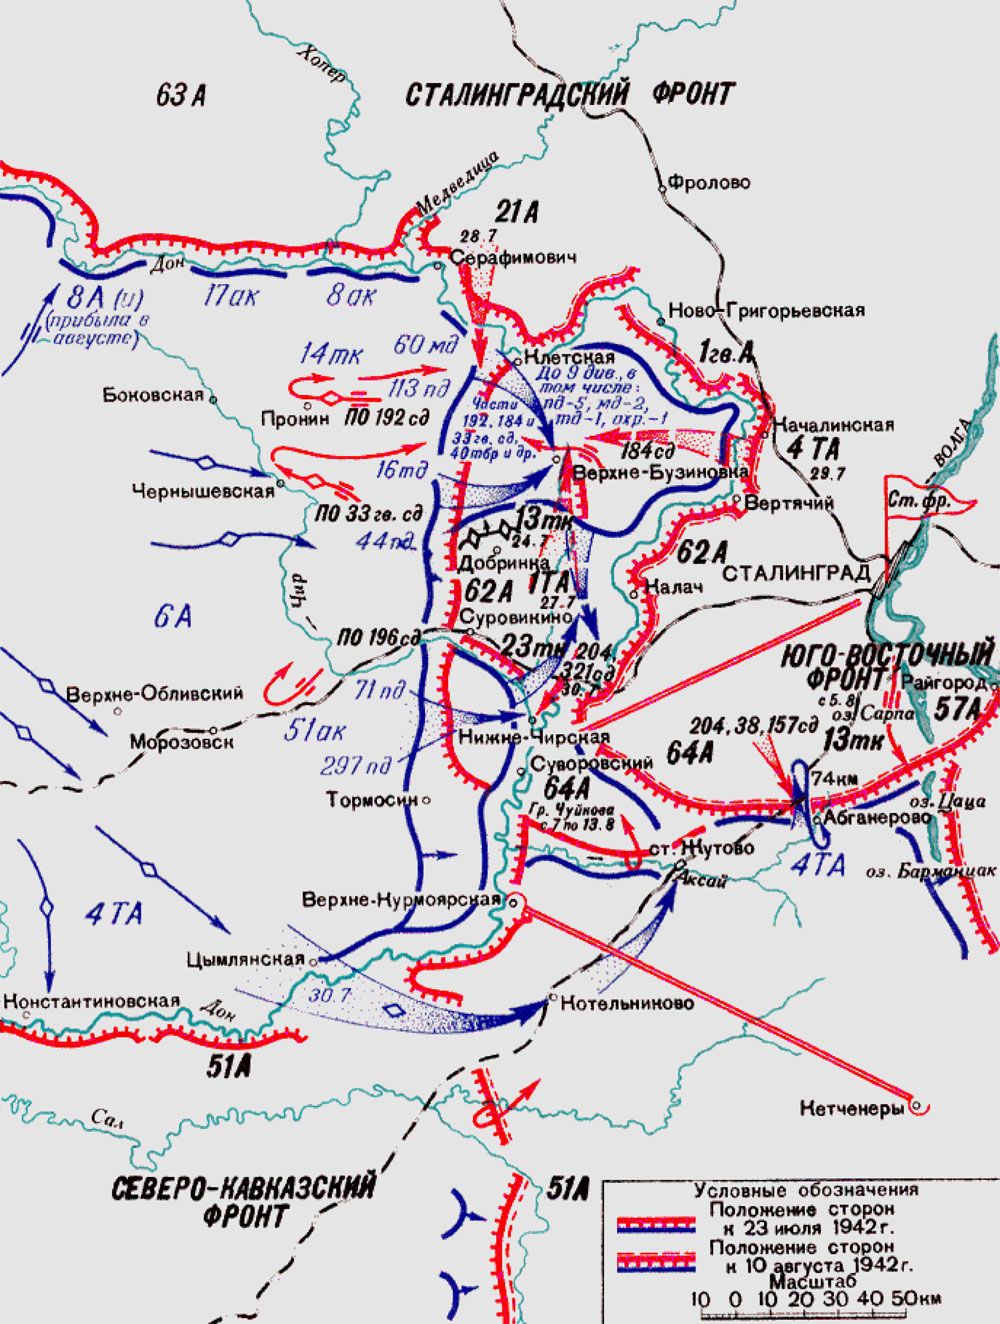 Хопер
63 А
СТАЛИНГРАДСКИЙ ФРОНТ
Медведица
Фролово
21 А
28.7
Серафимович
Дон
8 А (и)
(прибыла в
августе)
17 ак
8 ак
Ново-Григорьевская
1 гв. А
14 тк
60 мд
113 пд
Клетская
До 9 див., в
том числе:
пд-5, мд-2,
тд-1, охр.-1
Боковская
Пронин
ПО 192 сд
Части
192, 184 и
33 гв. сд,
40 тбр и др.
Качалинская
4 ТА
29.7
ВОЛГА
184 сд
Верхне-Бузиновка
16 тд
Чернышевская
ПО 33 гв. сд
Вертячий
Ст. фр.
13 тк
24.7
44 пд
Добринка
62 А
СТАЛИНГРАД
1 ТА
27.7
Калач
Чир
62 А
6 А
Суровикино
ПО 196 сд
23 тк
204,
321 сд
30.7
ЮГО-ВОСТОЧНЫЙ
ФРОНТ
Райгород
с 5.8
оз. Сарпа
57 А
71 пд
Верхне-Обливский
51 ак
Морозовск
Нижне-Чирская
204, 38, 157 сд
13 тк
64 А
297 пд
Суворовский
74 км
Тормосин
64 А
Гр. Чуйкова
с 7 по 13.8
оз. Цаца
Абганерово
ст. Жутово
4 ТА
оз. Барманцак
Аксай
Верхне-Курмоярская
4 ТА
Цымлянская
30.7
Котельниково
Константиновская
Дон
51 А
Сал
Кетченеры
СЕВЕРО-КАВКАЗСКИЙ
ФРОНТ
51 А
Условные обозначения
Положение сторон
к 23 июля 1942 г.
Положение сторон
к 10 августа 1942 г.
Масштаб
10 0 10 20 30 40 50 км